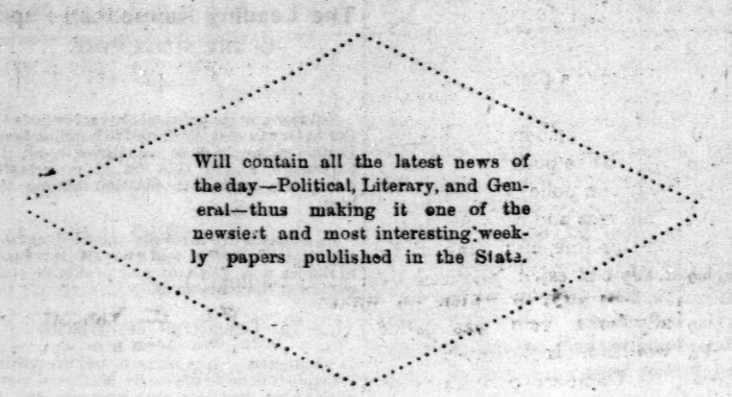 Will contain all the latest news of
the day—Political, Literary, and Gen-
eral—thus making it one of the
newsiest and most interesting week-
ly papers published in the State.